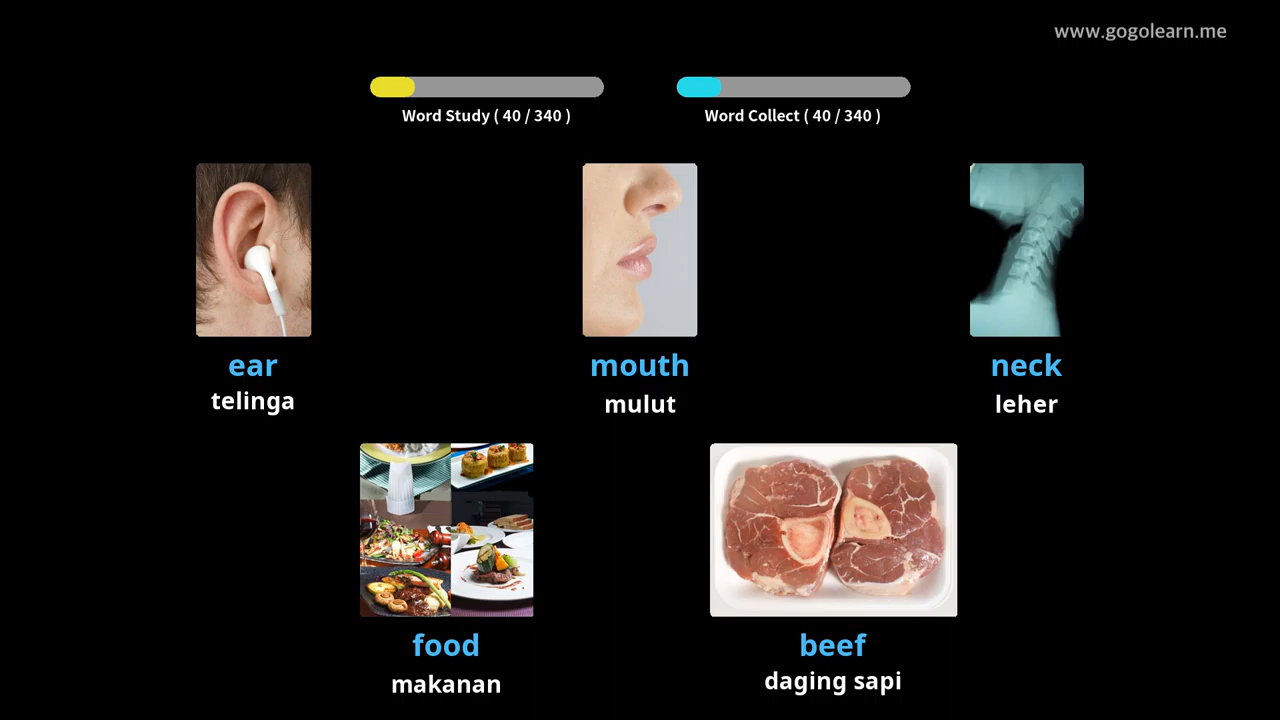 www.gogolearn.me
Word Study ( 40 / 340 )
Word Collect ( 40 / 340 )
ear
telinga
mouth
mulut
neck
leher
food
makanan
beef
daging sapi